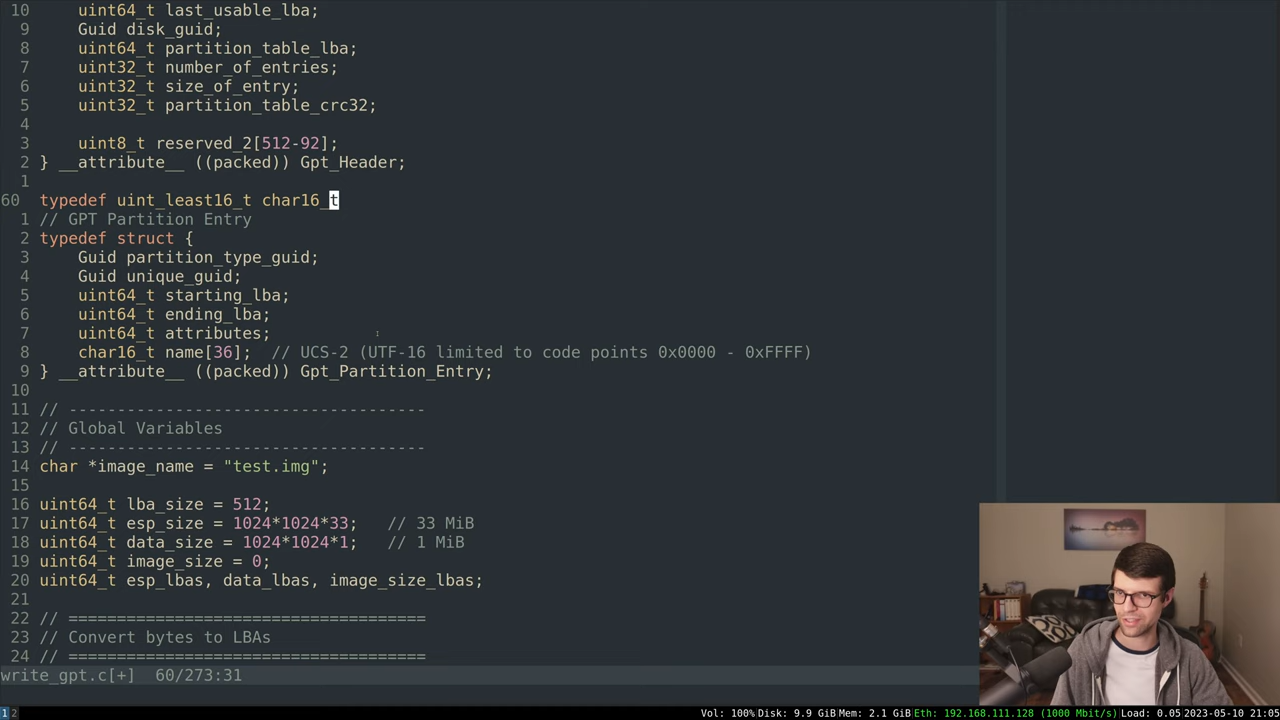 10     uint64_t last_usable_lba;
9     Guid disk_guid;
8     uint64_t partition_table_lba;
7     uint32_t number_of_entries;
6     uint32_t size_of_entry;
5     uint32_t partition_table_crc32;
4
3     uint8_t reserved_2[512-92];
2 } __attribute__ ((packed)) Gpt_Header;
1
60 typedef uint_least16_t char16_t
1 // GPT Partition Entry
2 typedef struct {
3     Guid partition_type_guid;
4     Guid unique_guid;
5     uint64_t starting_lba;
6     uint64_t ending_lba;
7     uint64_t attributes;
8     char16_t name[36];  // UCS-2 (UTF-16 limited to code points 0x0000 - 0xFFFF)
9 } __attribute__ ((packed)) Gpt_Partition_Entry;
10
11 // -------------------------------------
12 // Global Variables
13 // -------------------------------------
14 char *image_name = "test.img";
15
16 uint64_t lba_size = 512;
17 uint64_t esp_size = 1024*1024*33;   // 33 MiB
18 uint64_t data_size = 1024*1024*1;   // 1 MiB
19 uint64_t image_size = 0;
20 uint64_t esp_lbas, data_lbas, image_size_lbas;
21
22 // =====================================
23 // Convert bytes to LBAs
24 // =====================================
write_gpt.c[+]  60/273:31
1 2 Vol: 100% Disk: 9.9 GiB Mem: 2.1 GiB Eth: 192.168.111.128 (1000 Mbit/s) Load: 0.05 2023-05-10 21:05